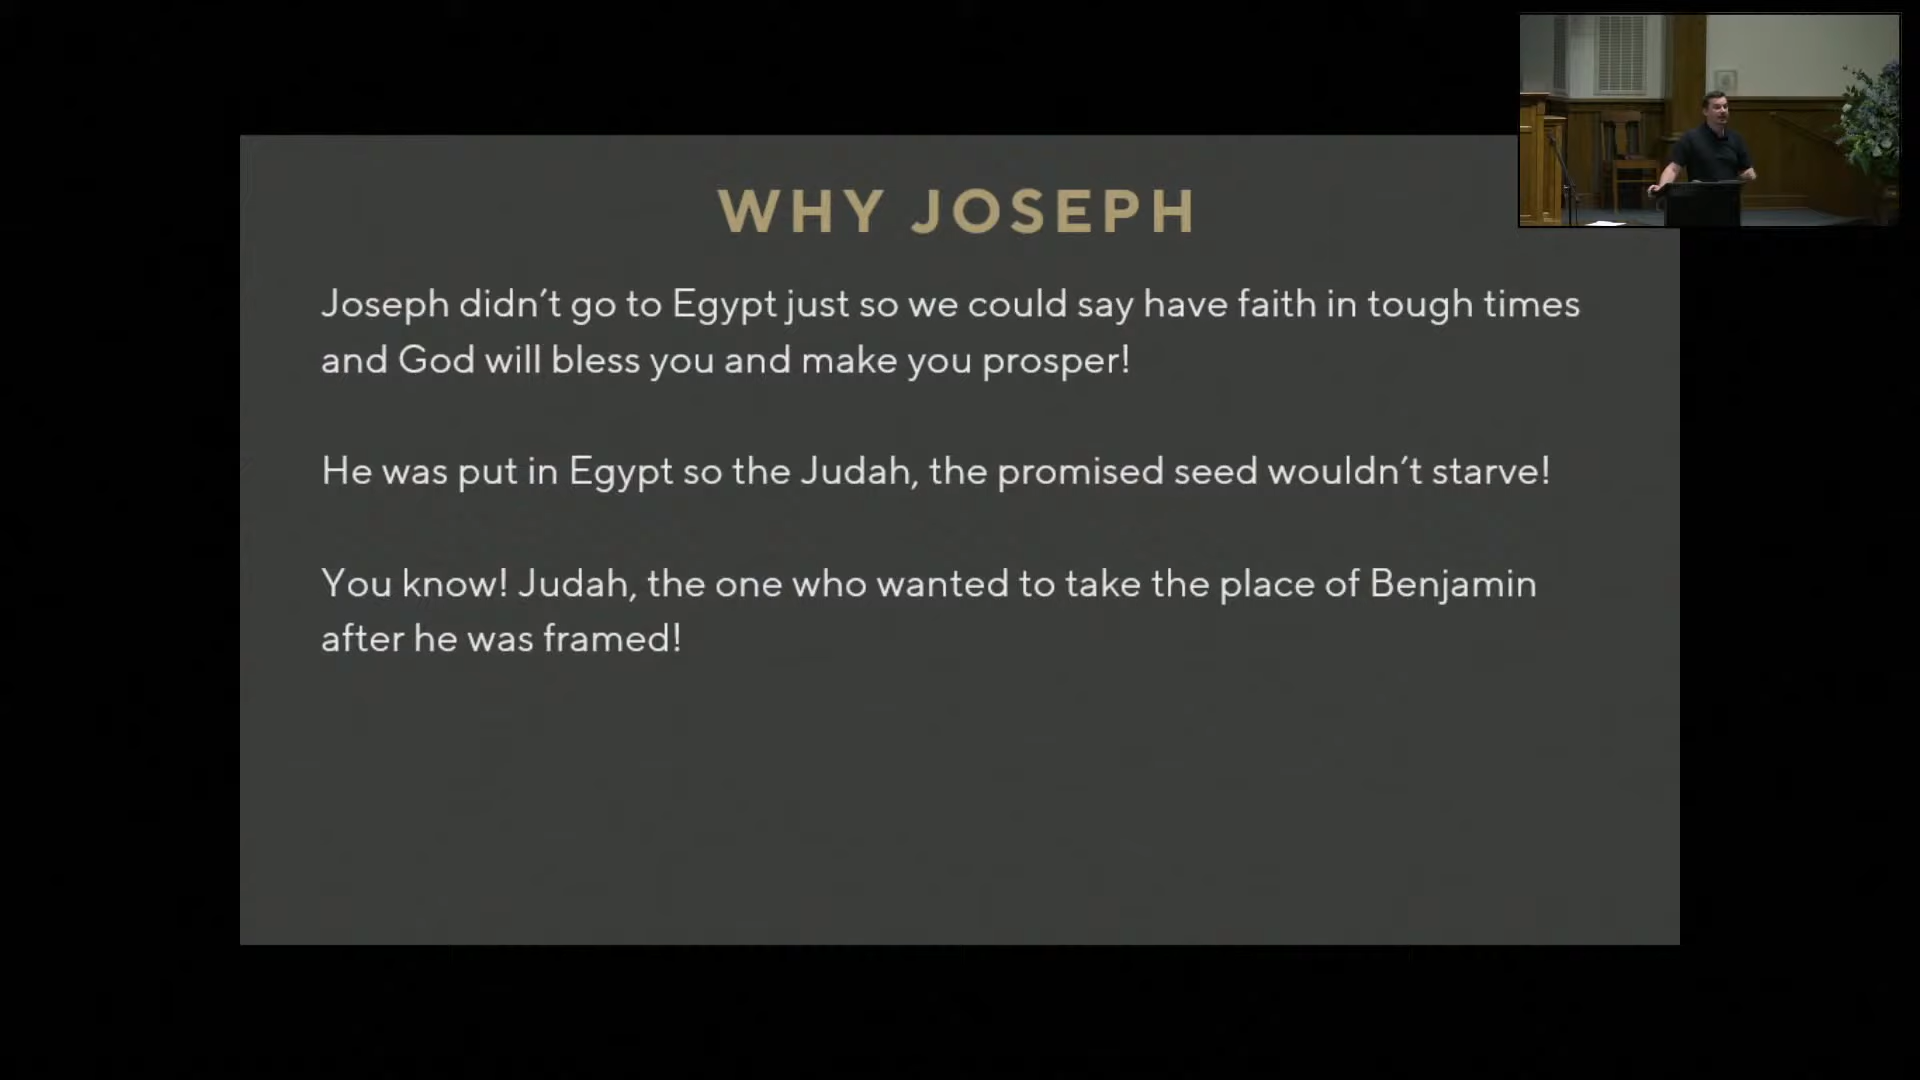 WHY JOSEPH
Joseph didn’t go to Egypt just so we could say have faith in tough times
and God will bless you and make you prosper!
He was put in Egypt so the Judah, the promised seed wouldn’t starve!
You know! Judah, the one who wanted to take the place of Benjamin
after he was framed!